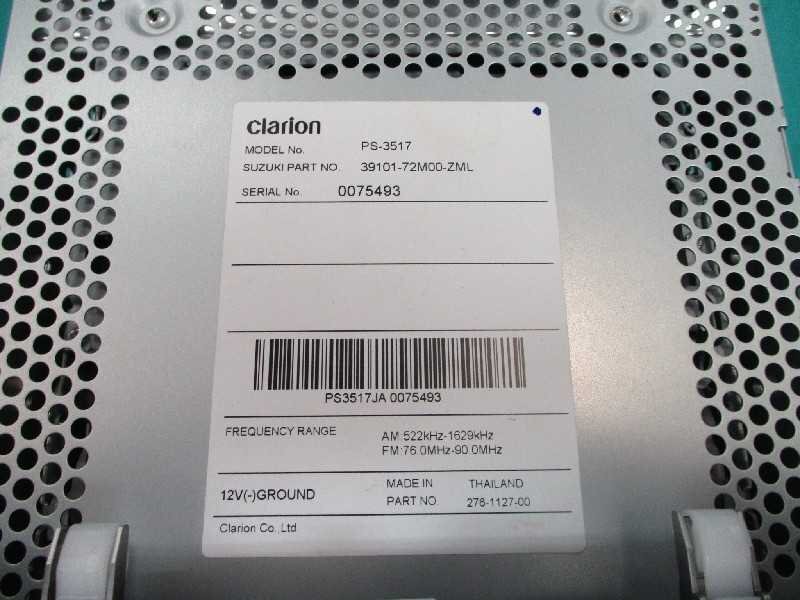 clarion
MODEL No. PS-3517
SUZUKI PART NO. 39101-72M00-ZML
SERIAL No. 0075493
PS3517JA 0075493
FREQUENCY RANGE AM:522kHz-1629kHz
FM:76.0MHz-90.0MHz
12V(-)GROUND MADE IN THAILAND
PART NO. 276-1127-00
Clarion Co.,Ltd